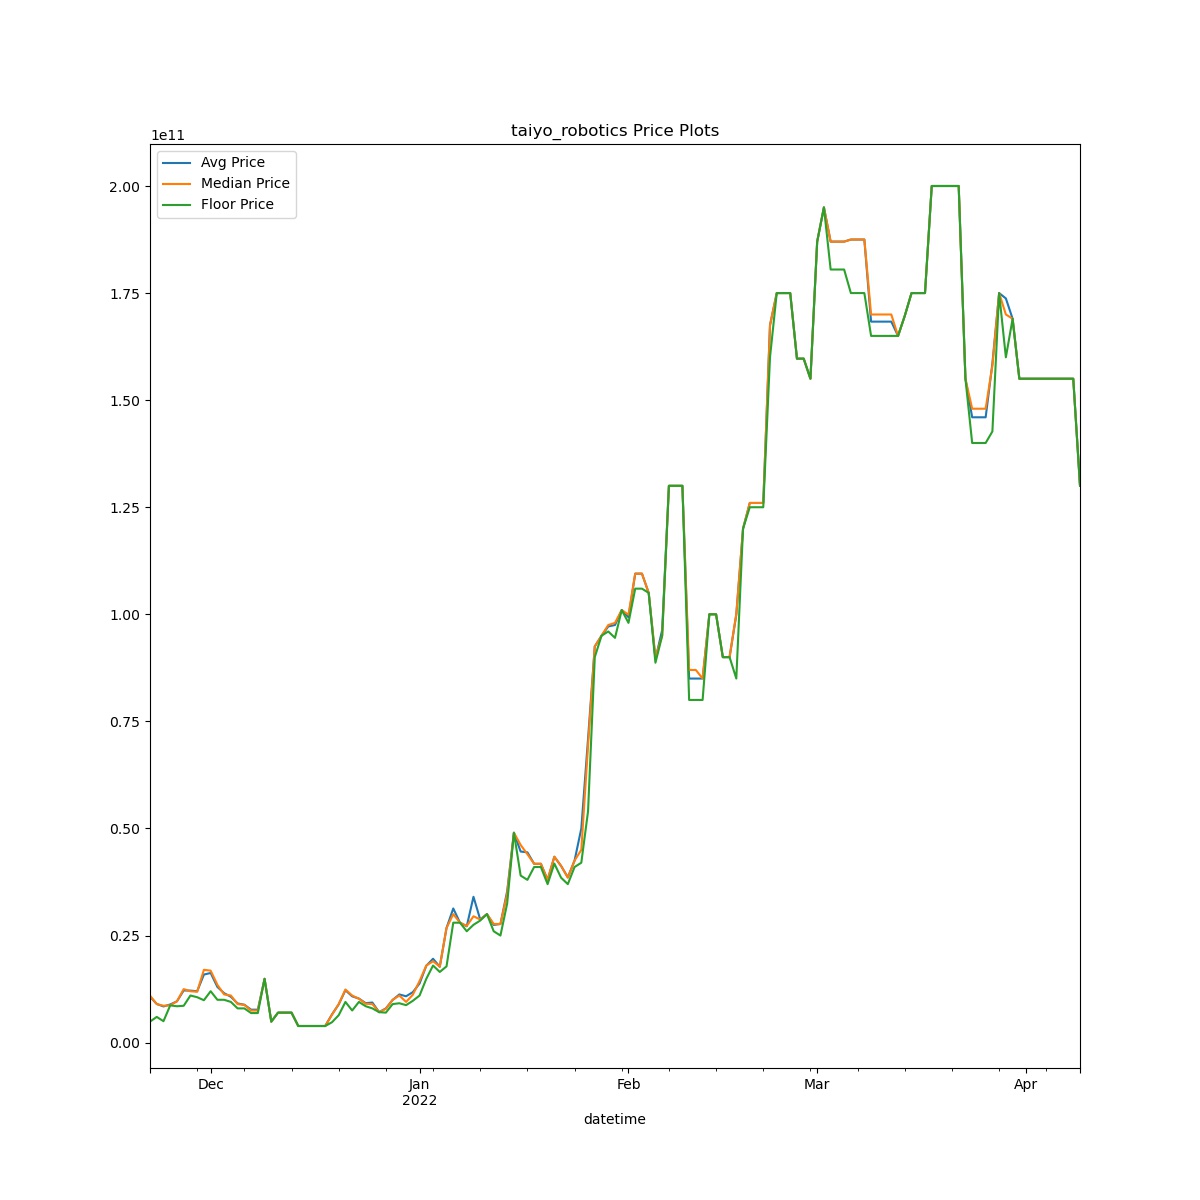 taiyo_robotics Price Plots
1e11
Avg Price
Median Price
Floor Price
2.00
1.75
1.50
1.25
1.00
0.75
0.50
0.25
0.00
Dec
Jan
2022
Feb
Mar
Apr
datetime